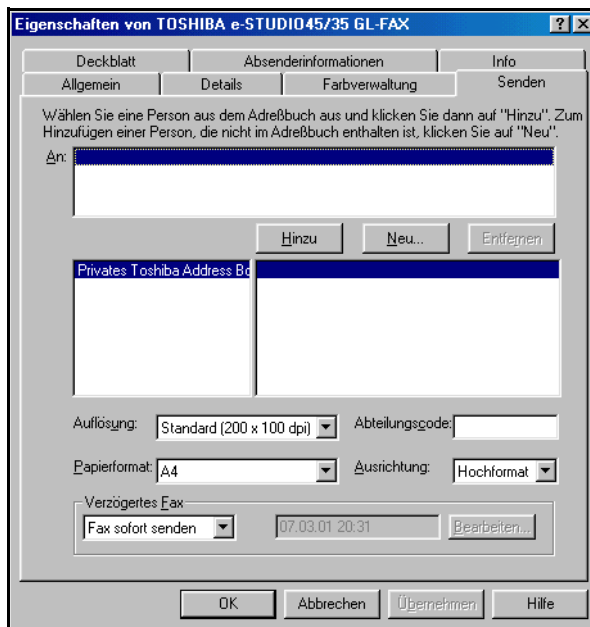 Eigenschaften von TOSHIBA e-STUDIO45/35 GL-FAX
Deckblatt Absenderinformationen Info
Allgemein Details Farbverwaltung Senden
Wählen Sie eine Person aus dem Adreßbuch aus und klicken Sie dann auf "Hinzu". Zum
Hinzufügen einer Person, die nicht im Adreßbuch enthalten ist, klicken Sie auf "Neu".
An:
Hinzu Neu... Entfernen
Privates Toshiba Address Bo
Auflösung: Standard (200 x 100 dpi) Abteilungscode:
Papierformat: A4 Ausrichtung: Hochformat
Verzögertes Fax
Fax sofort senden 07.03.01 20:31 Bearbeiten...
OK Abbrechen Übernehmen Hilfe